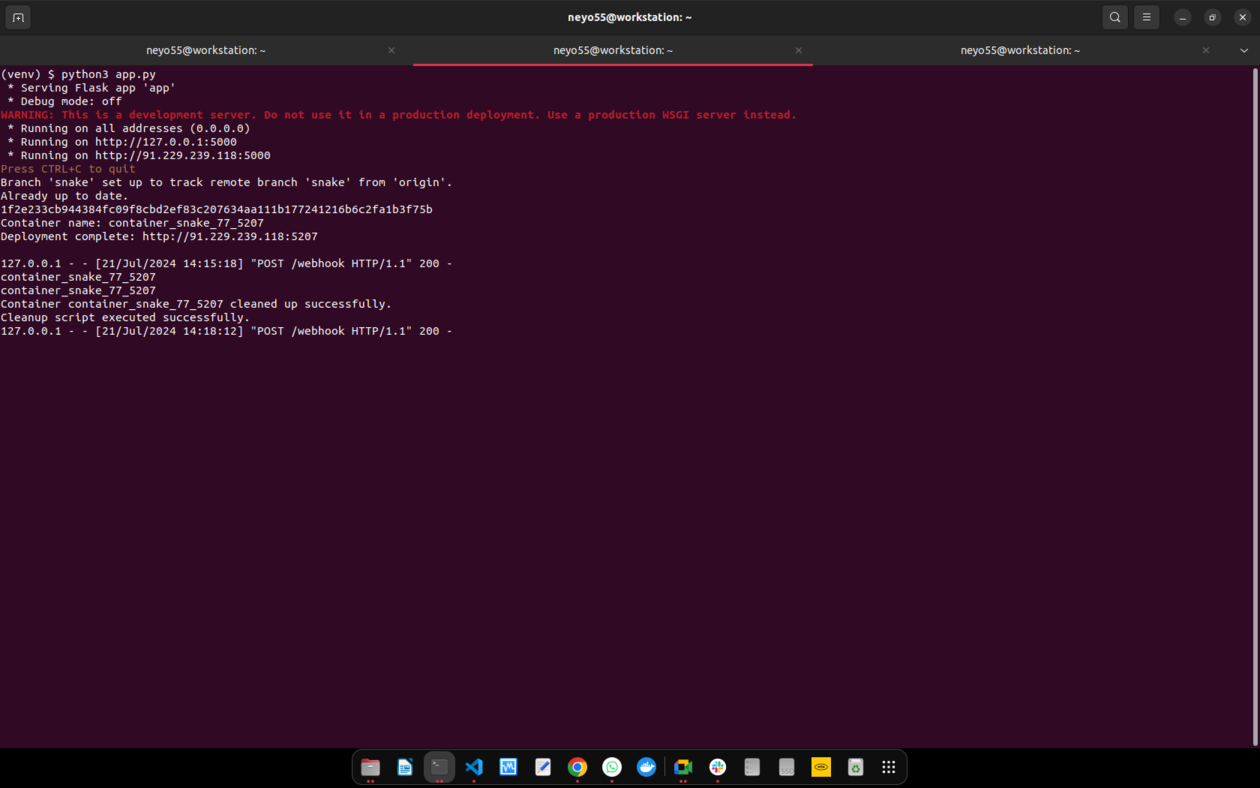 neyo55@workstation: ~
neyo55@workstation: ~
neyo55@workstation: ~
neyo55@workstation: ~
(venv) $ python3 app.py
* Serving Flask app 'app'
* Debug mode: off
WARNING: This is a development server. Do not use it in a production deployment. Use a production WSGI server instead.
* Running on all addresses (0.0.0.0)
* Running on http://127.0.0.1:5000
* Running on http://91.229.239.118:5000
Press CTRL+C to quit
Branch 'snake' set up to track remote branch 'snake' from 'origin'.
Already up to date.
1f2e233cb944384fc09f8cbd2ef83c207634aa111b177241216b6c2fa1b3f75b
Container name: container_snake_77_5207
Deployment complete: http://91.229.239.118:5207
127.0.0.1 - - [21/Jul/2024 14:15:18] "POST /webhook HTTP/1.1" 200 -
container_snake_77_5207
container_snake_77_5207
Container container_snake_77_5207 cleaned up successfully.
Cleanup script executed successfully.
127.0.0.1 - - [21/Jul/2024 14:18:12] "POST /webhook HTTP/1.1" 200 -